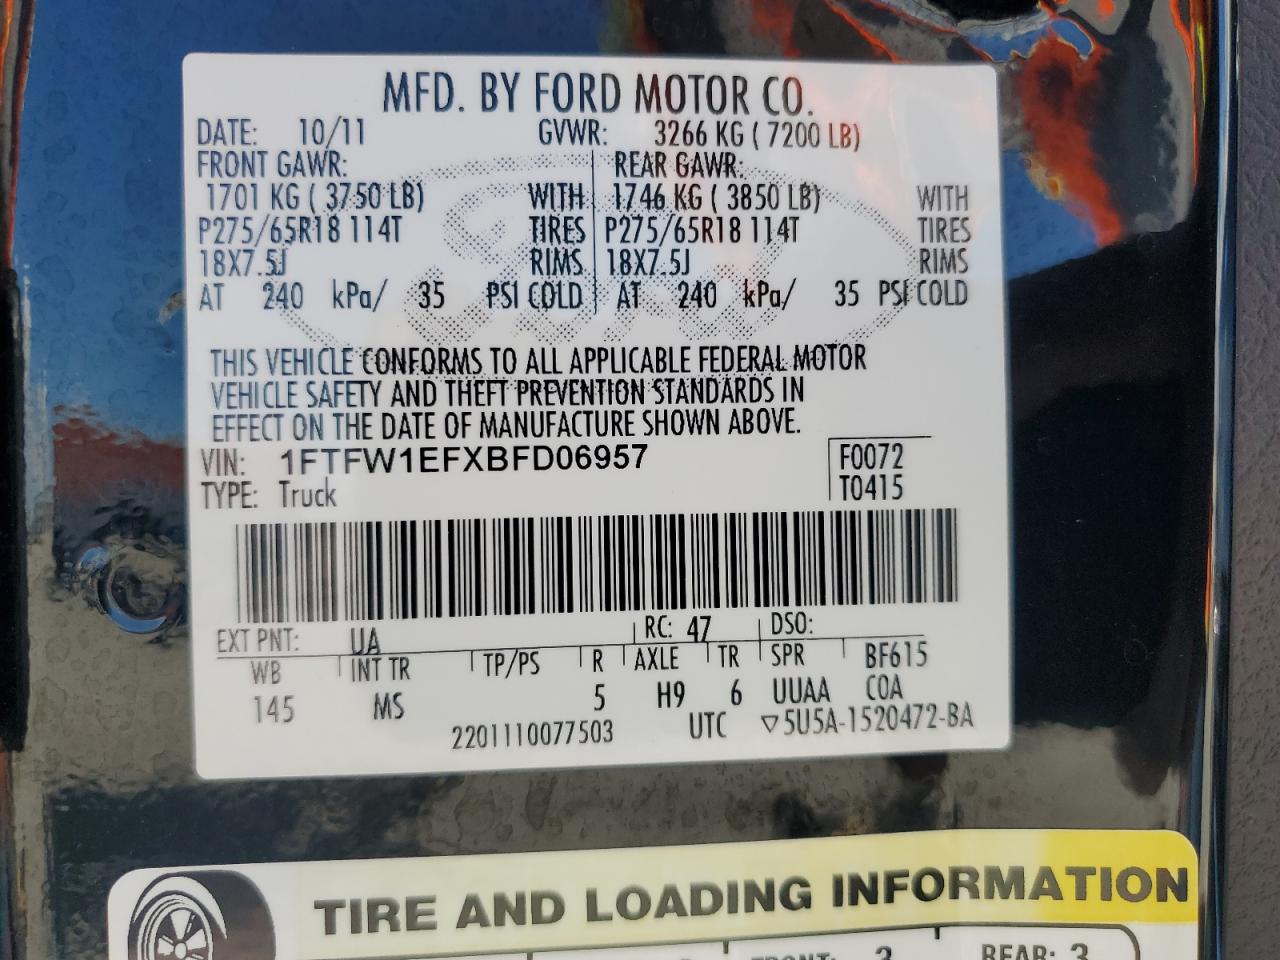 MFD. BY FORD MOTOR CO.
DATE: 10/11 GVWR: 3266 KG ( 7200 LB)
FRONT GAWR: REAR GAWR:
1701 KG ( 3750 LB) WITH 1746 KG ( 3850 LB) WITH
P275/65R18 114T TIRES P275/65R18 114T TIRES
18X7.5J RIMS 18X7.5J RIMS
AT 240 kPa/ 35 PSI COLD AT 240 kPa/ 35 PSI COLD
THIS VEHICLE CONFORMS TO ALL APPLICABLE FEDERAL MOTOR
VEHICLE SAFETY AND THEFT PREVENTION STANDARDS IN
EFFECT ON THE DATE OF MANUFACTURE SHOWN ABOVE.
VIN: 1FTFW1EFXBFD06957 F0072
TYPE: Truck T0415
EXT PNT: UA RC: 47 DSO:
WB INT TR TP/PS R AXLE TR SPR BF615
145 MS 5 H9 6 UUAA COA
2201110077503 UTC ▽5U5A-1520472-BA
TIRE AND LOADING INFORMATION
FRONT: 3 REAR: 3